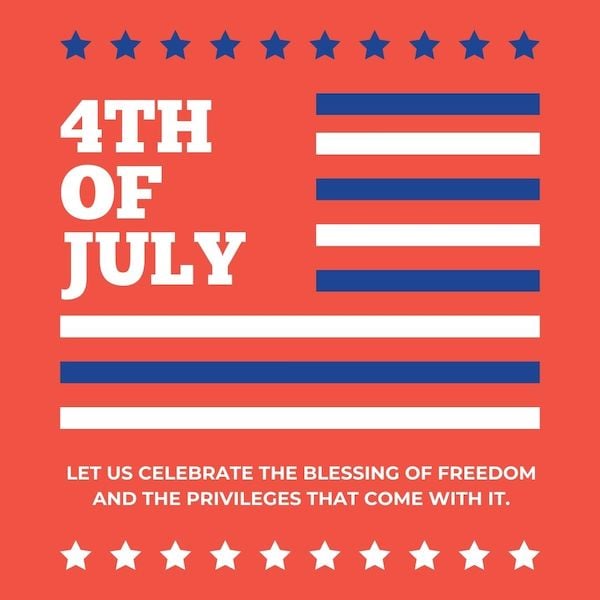 4TH
OF
JULY
LET US CELEBRATE THE BLESSING OF FREEDOM
AND THE PRIVILEGES THAT COME WITH IT.